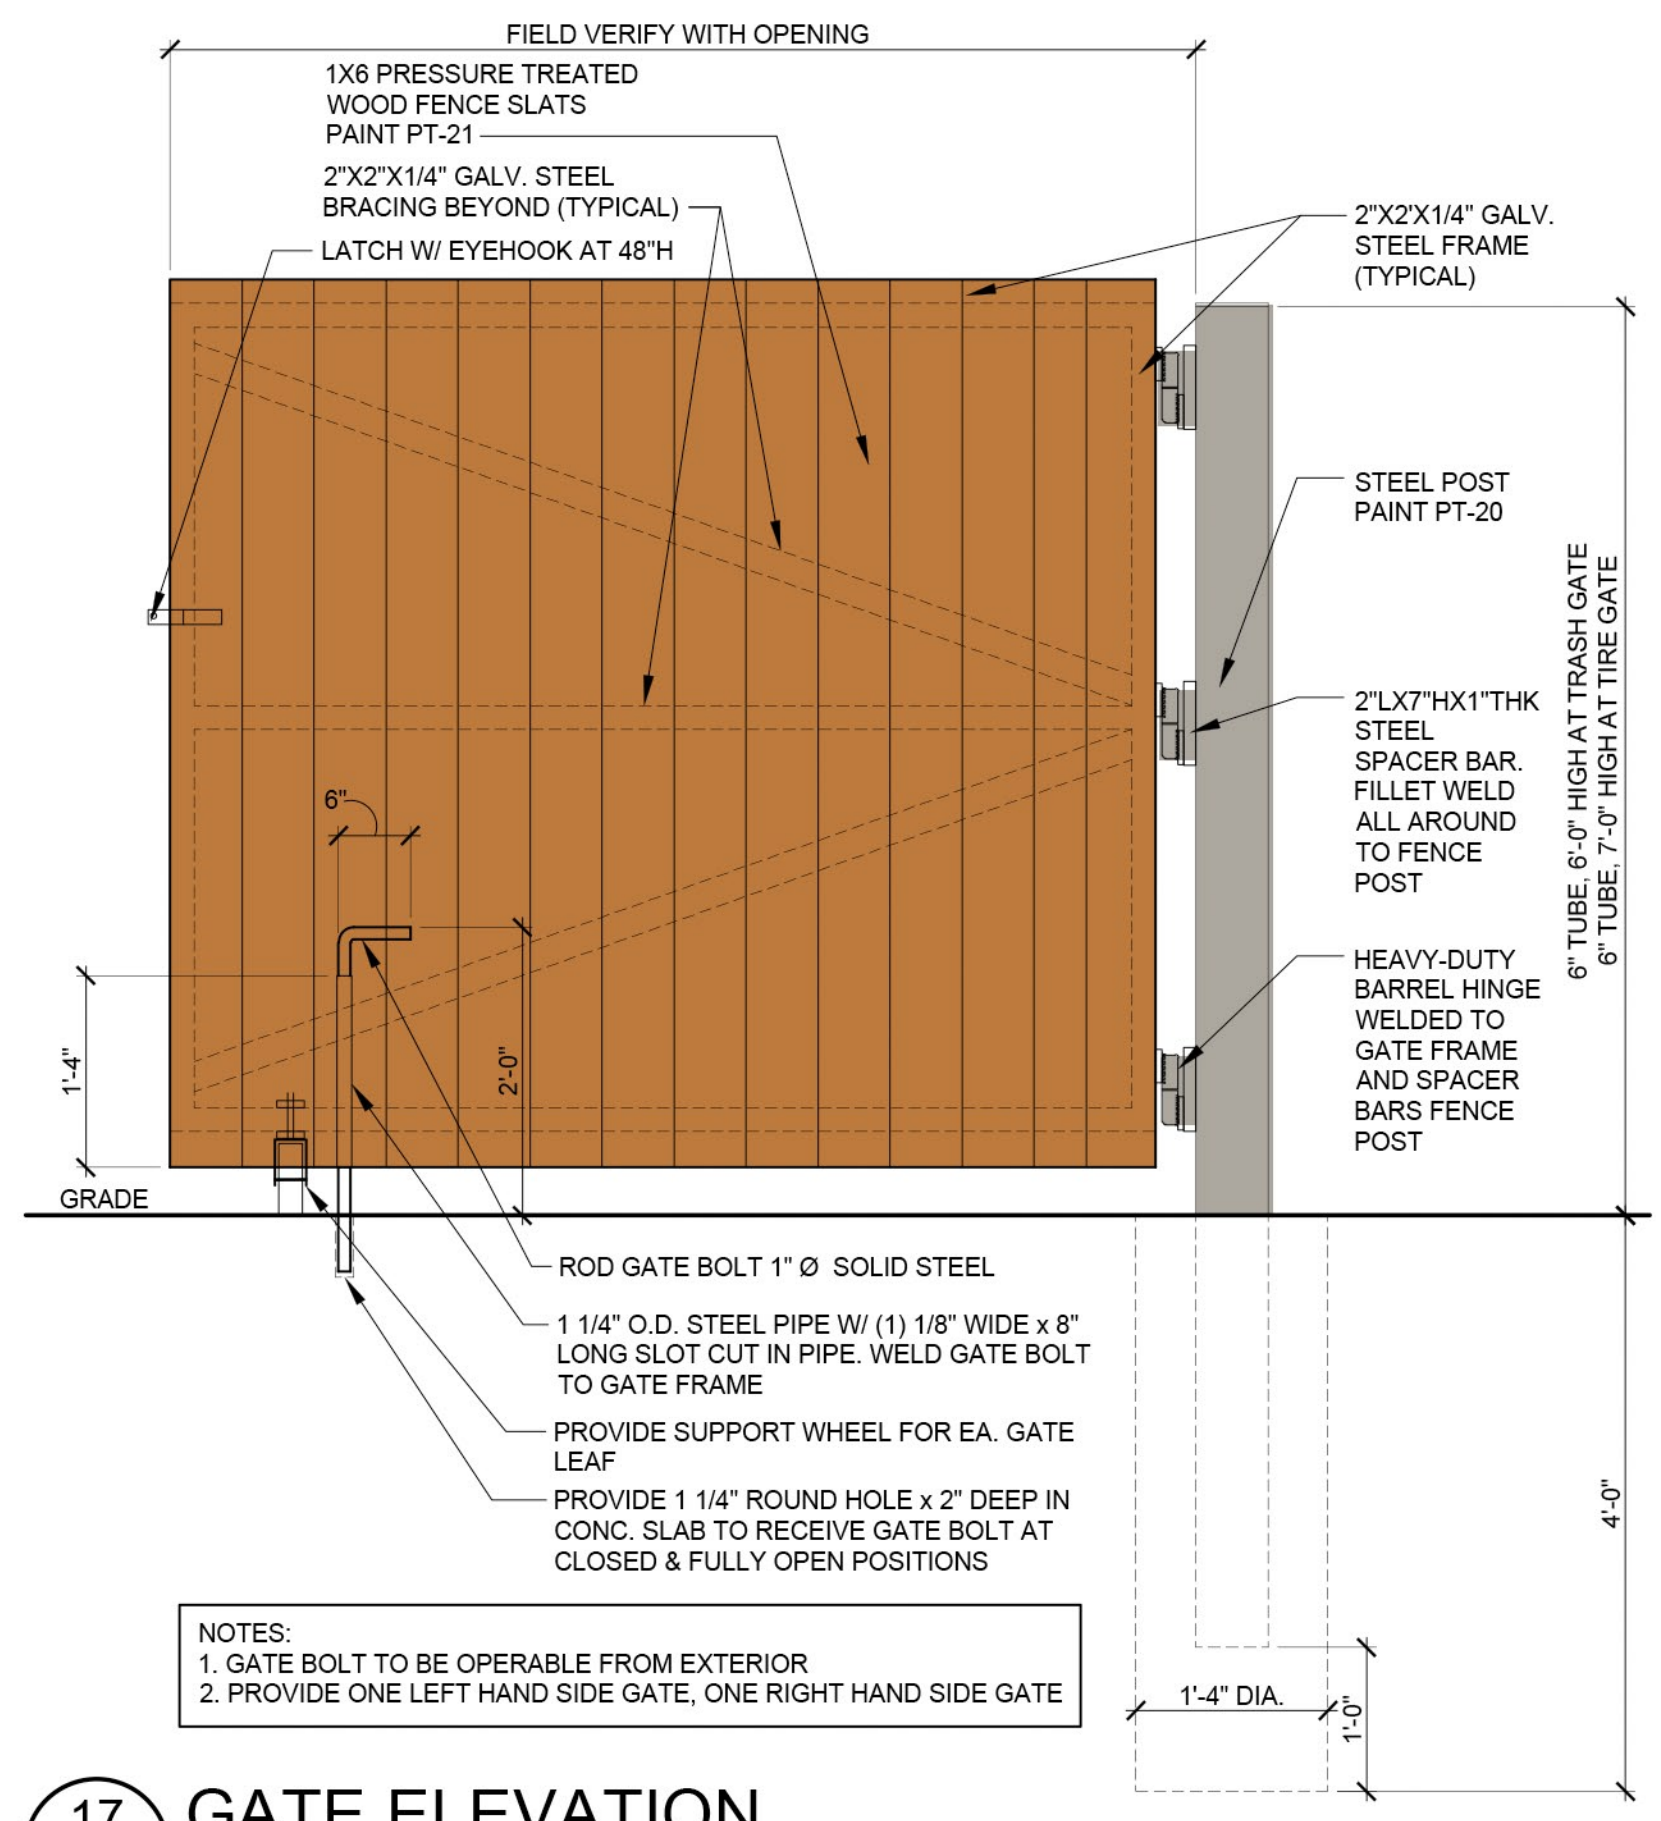 FIELD VERIFY WITH OPENING
1X6 PRESSURE TREATED
WOOD FENCE SLATS
PAINT PT-21
2"X2"X1/4" GALV. STEEL
BRACING BEYOND (TYPICAL)
LATCH W/ EYEHOOK AT 48"H
2"X2'X1/4" GALV.
STEEL FRAME
(TYPICAL)
STEEL POST
PAINT PT-20
6" TUBE, 6'-0" HIGH AT TRASH GATE
6" TUBE, 7'-0" HIGH AT TIRE GATE
2"LX7"HX1"THK
STEEL
SPACER BAR.
FILLET WELD
ALL AROUND
TO FENCE
POST
6"
HEAVY-DUTY
BARREL HINGE
WELDED TO
GATE FRAME
AND SPACER
BARS FENCE
POST
1'-4"
2'-0"
GRADE
ROD GATE BOLT 1" Ø SOLID STEEL
1 1/4" O.D. STEEL PIPE W/ (1) 1/8" WIDE x 8"
LONG SLOT CUT IN PIPE. WELD GATE BOLT
TO GATE FRAME
PROVIDE SUPPORT WHEEL FOR EA. GATE
LEAF
PROVIDE 1 1/4" ROUND HOLE x 2" DEEP IN
CONC. SLAB TO RECEIVE GATE BOLT AT
CLOSED & FULLY OPEN POSITIONS
4'-0"
NOTES:
1. GATE BOLT TO BE OPERABLE FROM EXTERIOR
2. PROVIDE ONE LEFT HAND SIDE GATE, ONE RIGHT HAND SIDE GATE
1'-4" DIA.
1'-0"
17
GATE ELEVATION